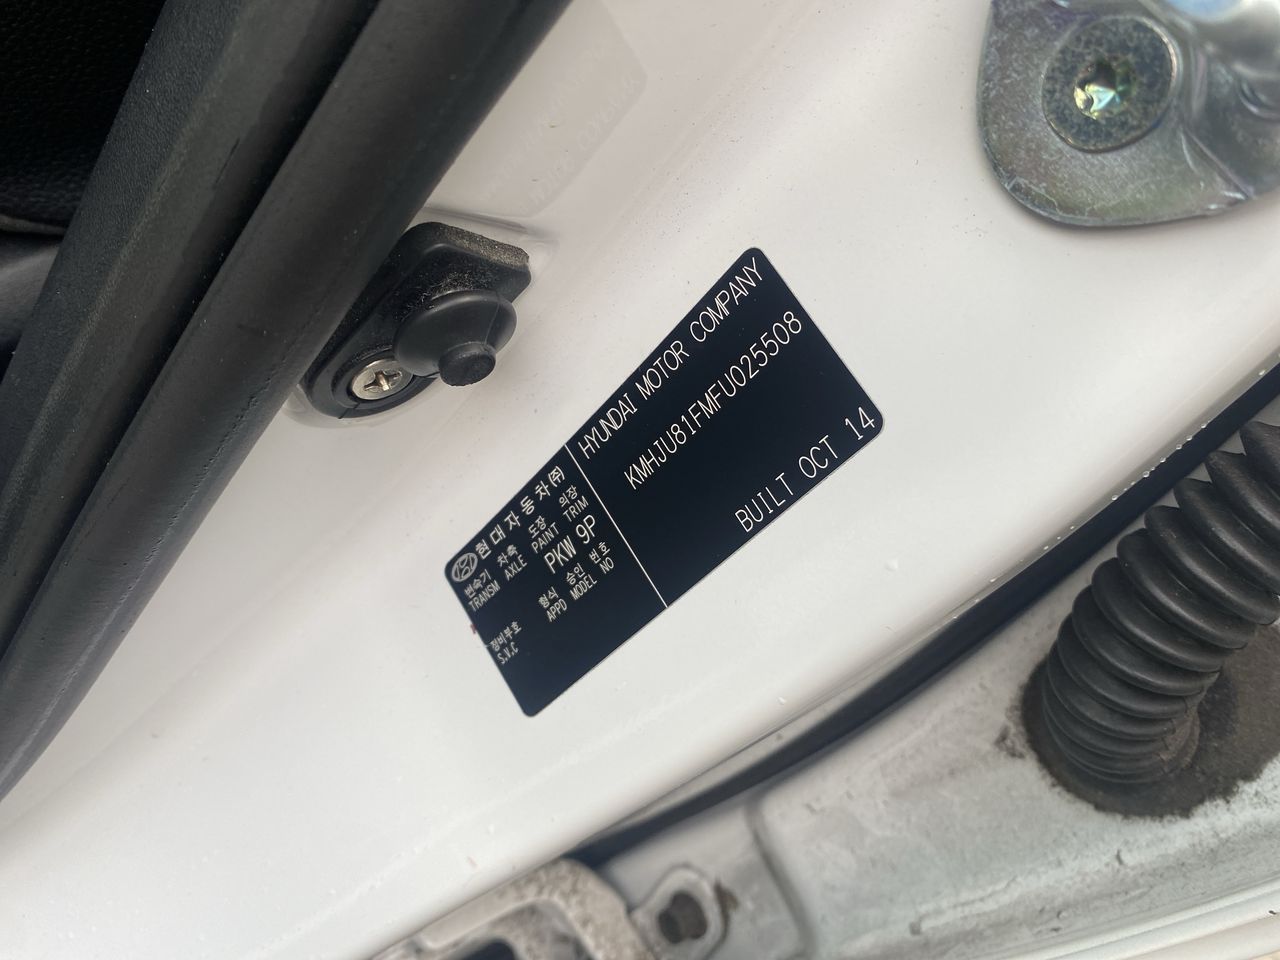 현대자동차(주)
변속기 차축 도장 의장
TRANSM AXLE PAINT TRIM
PKW 9P
형식 승인 번호
APPD MODEL NO
정비부호
S.V.C
HYUNDAI MOTOR COMPANY
KMHJU81FMFU025508
BUILT OCT 14